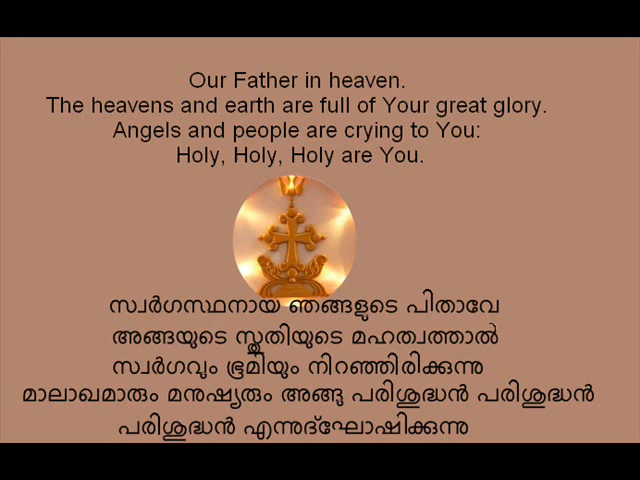 Our Father in heaven.
The heavens and earth are full of Your great glory.
Angels and people are crying to You:
Holy, Holy, Holy are You.
സ്വർഗസ്ഥനായ ഞങ്ങളുടെ പിതാവേ
അങ്ങയുടെ സ്തുതിയുടെ മഹത്വത്താൽ
സ്വർഗവും ഭൂമിയും നിറഞ്ഞിരിക്കുന്നു
മാലാഖമാരും മനുഷ്യരും അങ്ങു പരിശുദ്ധൻ പരിശുദ്ധൻ
പരിശുദ്ധൻ എന്നുദ്ഘോഷിക്കുന്നു